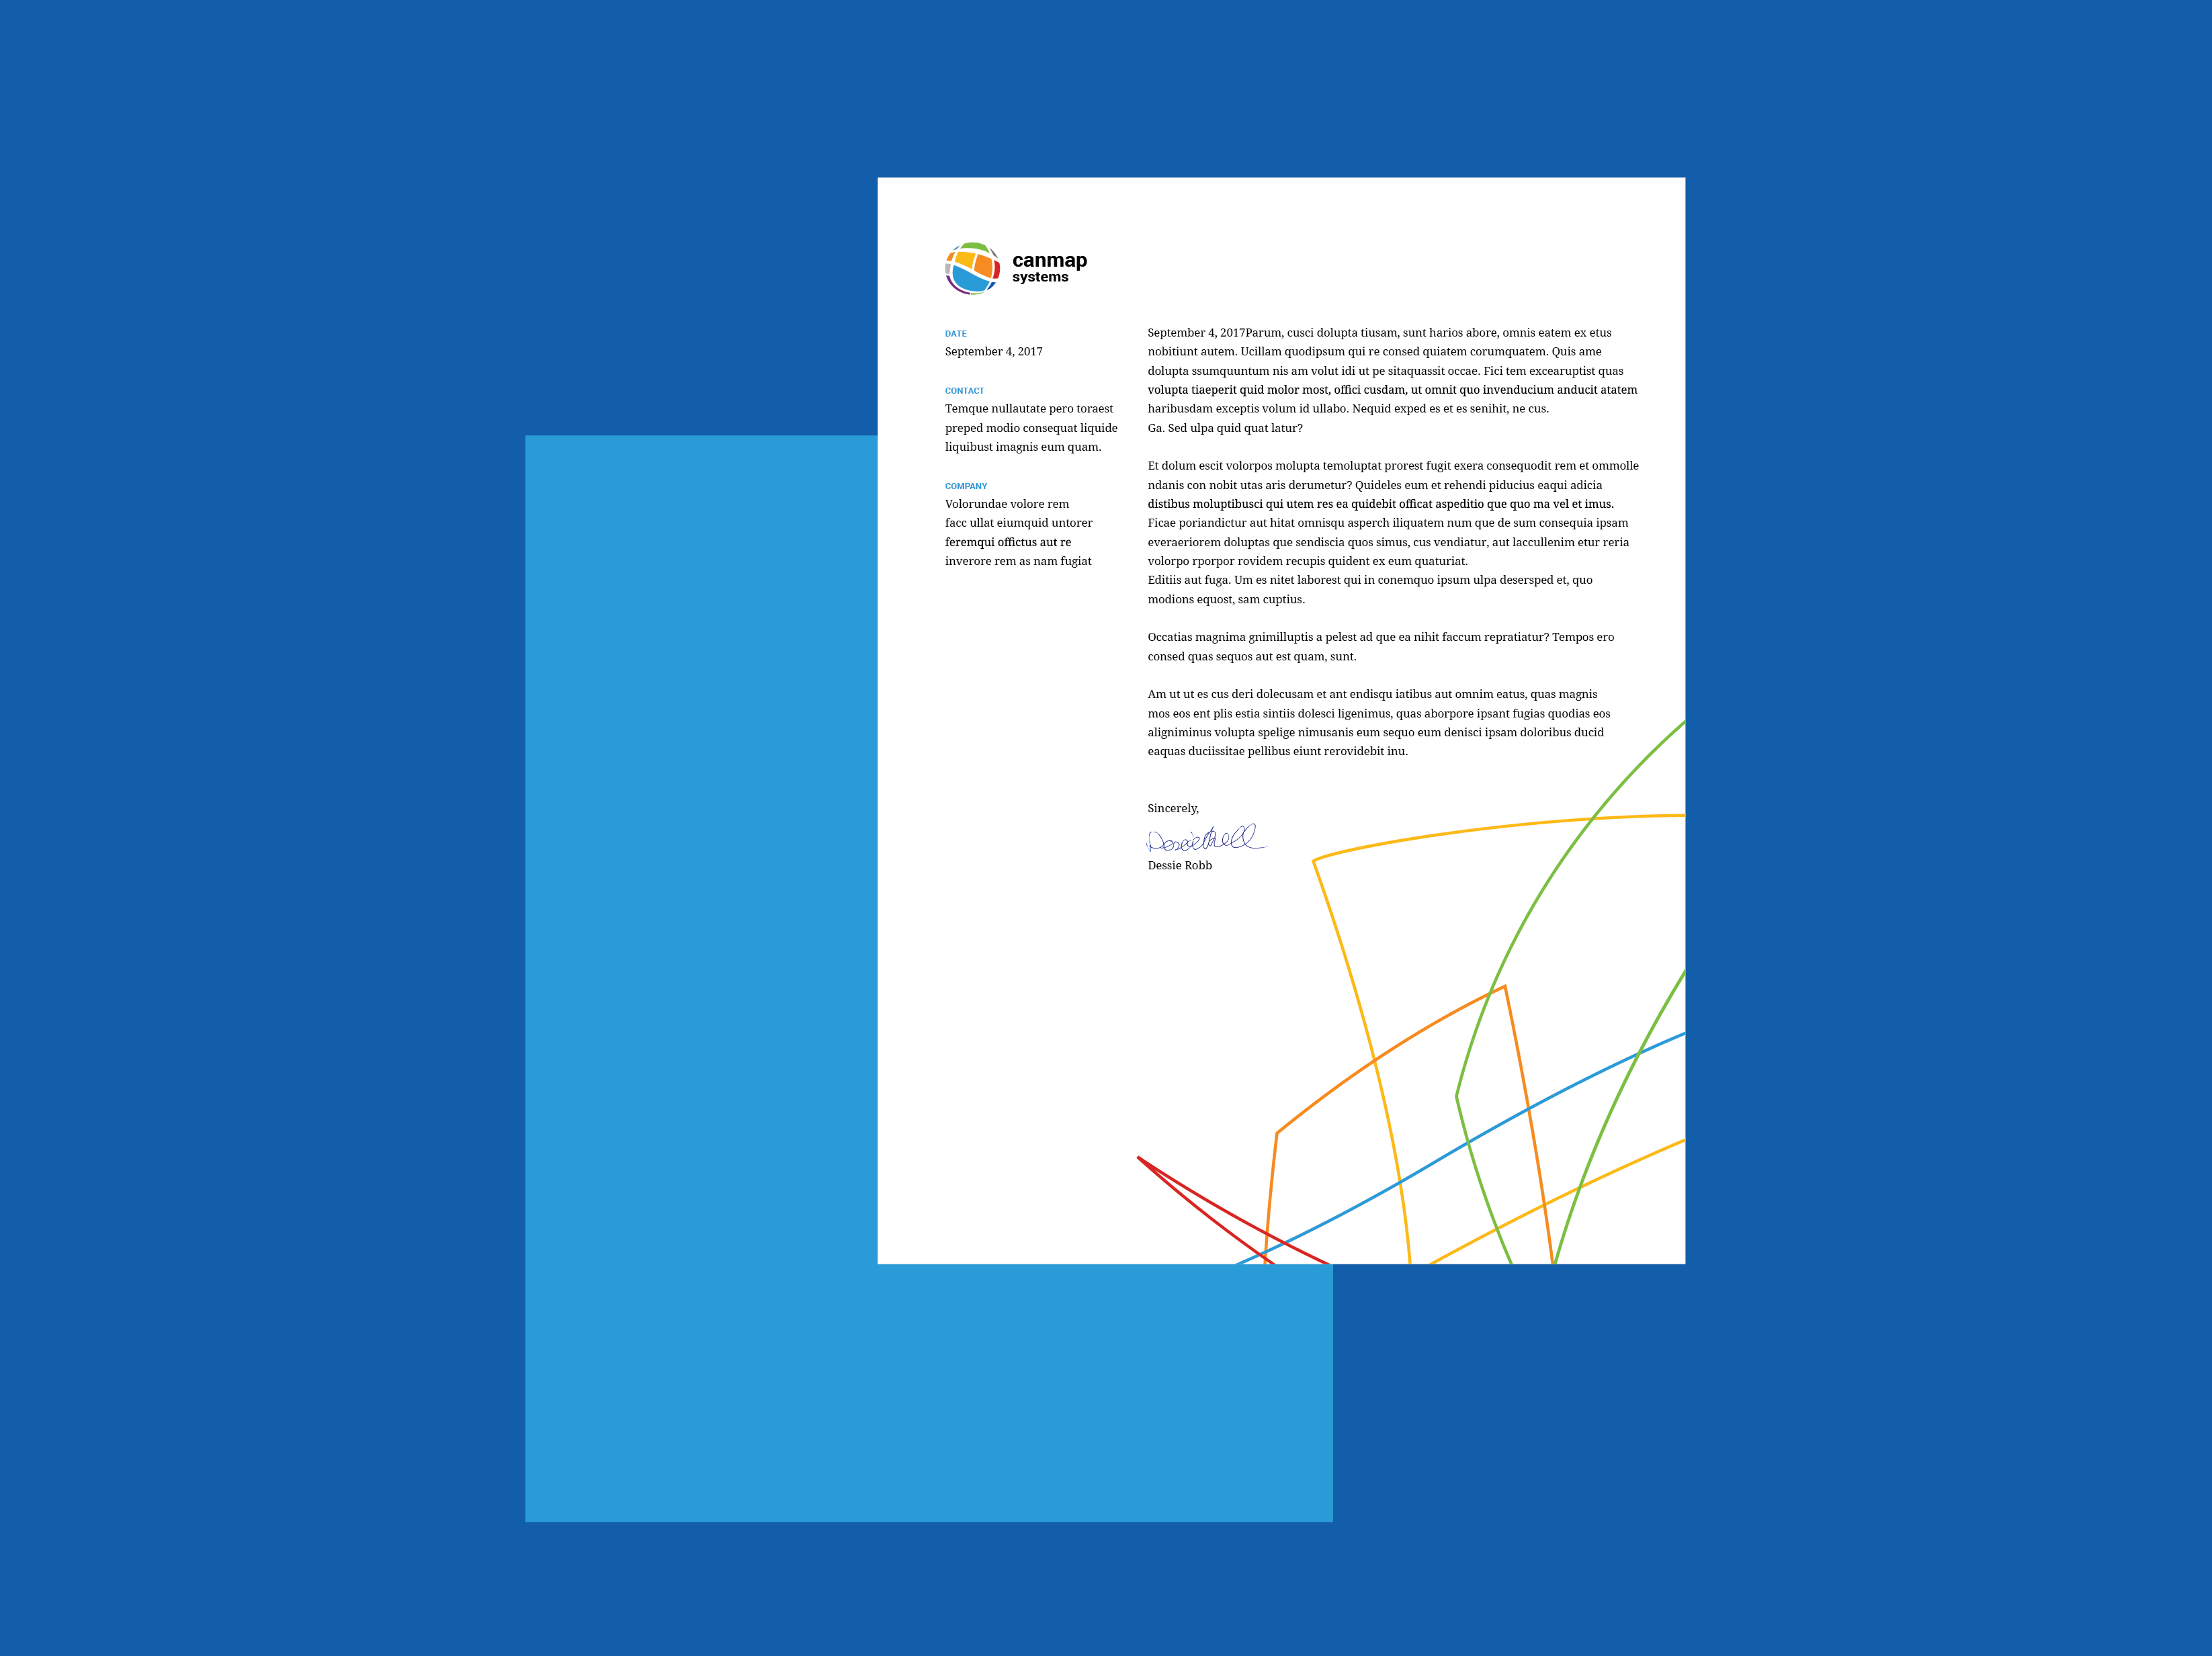 canmap
systems
DATE
September 4, 2017
CONTACT
Temque nullautate pero toraest
preped modio consequat liquide
liquibust imagnis eum quam.
COMPANY
Volorundae volore rem
facc ullat eiumquid untorer
feremqui offictus aut re
inverore rem as nam fugiat
September 4, 2017Parum, cusci dolupta tiusam, sunt harios abore, omnis eatem ex etus
nobitiunt autem. Ucillam quodipsum qui re consed quiatem corumquatem. Quis ame
dolupta ssumquuntum nis am volut idi ut pe sitaquassit occae. Fici tem excearuptist quas
volupta tiaeperit quid molor most, offici cusdam, ut omnit quo invenducium anducit atatem
haribusdam exceptis volum id ullabo. Nequid exped es et es senihit, ne cus.
Ga. Sed ulpa quid quat latur?
Et dolum escit volorpos molupta temoluptat prorest fugit exera consequodit rem et ommolle
ndanis con nobit utas aris derumetur? Quideles eum et rehendi piducius eaqui adicia
distibus moluptibusci qui utem res ea quidebit officat aspeditio que quo ma vel et imus.
Ficae poriandictur aut hitat omnisqu asperch iliquatem num que de sum consequia ipsam
everaeriorem doluptas que sendiscia quos simus, cus vendiatur, aut laccullenim etur reria
volorpo rporpor rovidem recupis quident ex eum quaturiat.
Editiis aut fuga. Um es nitet laborest qui in conemquo ipsum ulpa desersped et, quo
modions equost, sam cuptius.
Occatias magnima gnimilluptis a pelest ad que ea nihit faccum repratiatur? Tempos ero
consed quas sequos aut est quam, sunt.
Am ut ut es cus deri dolecusam et ant endisqu iatibus aut omnim eatus, quas magnis
mos eos ent plis estia sintiis dolesci ligenimus, quas aborpore ipsant fugias quodias eos
aligniminus volupta spelige nimusanis eum sequo eum denisci ipsam doloribus ducid
eaquas duciissitae pellibus eiunt rerovidebit inu.
Sincerely,
Dessie Robb